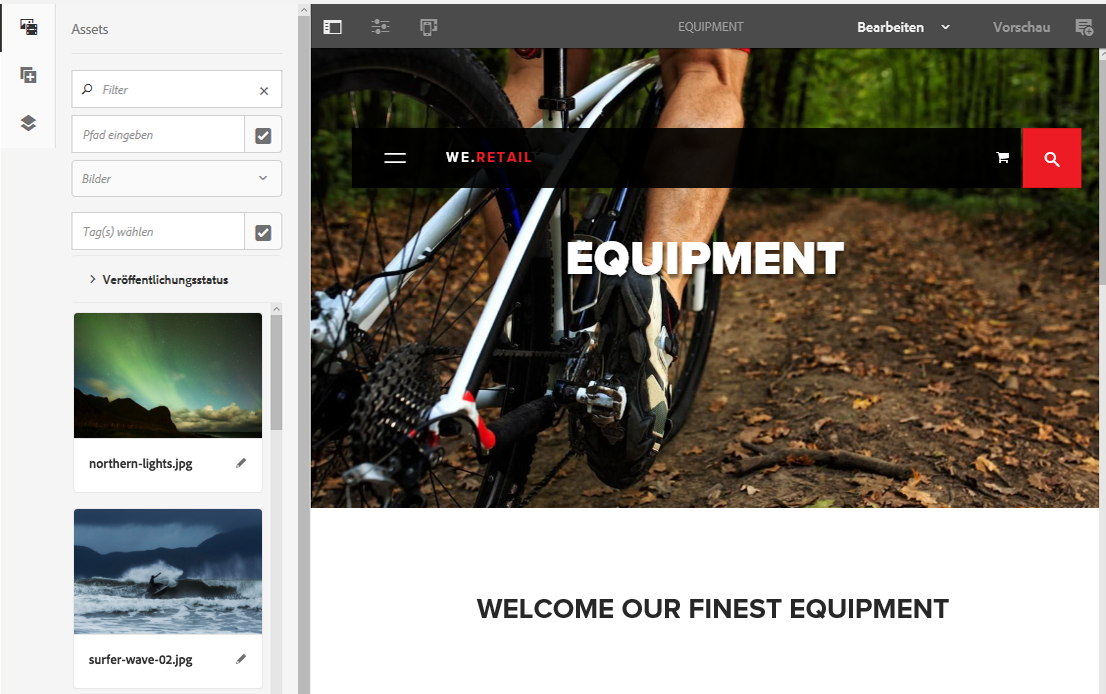 Assets
Filter
Pfad eingeben
Bilder
Tag(s) wählen
Veröffentlichungsstatus
northern-lights.jpg
surfer-wave-02.jpg
EQUIPMENT
Bearbeiten
Vorschau
WE.RETAIL
EQUIPMENT
WELCOME OUR FINEST EQUIPMENT